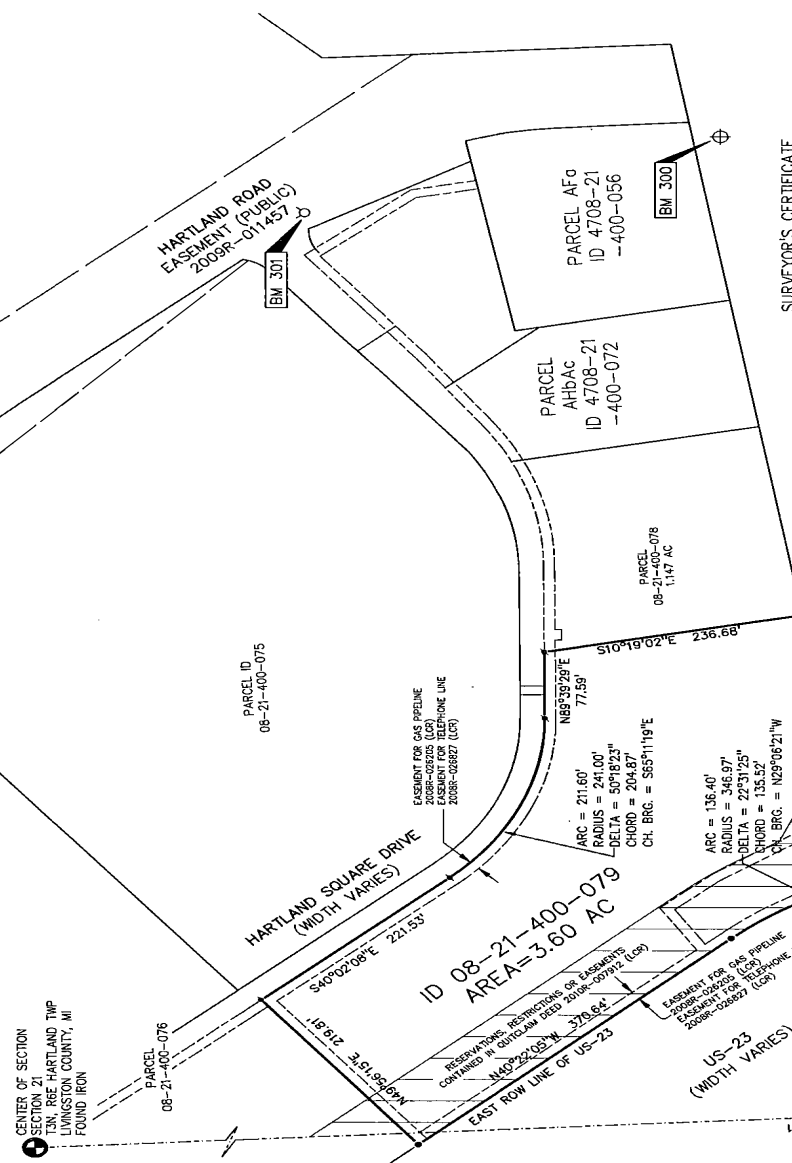 HARTLAND ROAD
EASEMENT (PUBLIC)
2009R-011457
BM 301
BM 300
PARCEL AFa
ID 4708-21
-400-056
SURVEYOR'S CERTIFICATE
PARCEL
AHbAc
ID 4708-21
-400-072
PARCEL
08-21-400-078
1.147 AC
PARCEL ID
08-21-400-075
S10°19'02"E 236.68'
N89°39'29"E
77.59'
EASEMENT FOR GAS PIPELINE
2008R-026205 (LCR)
EASEMENT FOR TELEPHONE LINE
2008R-026827 (LCR)
ARC = 211.60'
RADIUS = 241.00'
DELTA = 50°18'23"
CHORD = 204.87'
CH. BRG. = S65°11'19"E
ARC = 136.40'
RADIUS = 346.97'
DELTA = 22°31'25"
CHORD = 135.52'
CH. BRG. = N29°06'21"W
HARTLAND SQUARE DRIVE
(WIDTH VARIES)
S40°02'08"E 221.53'
ID 08-21-400-079
AREA=3.60 AC
N49°56'15"E 219.81'
RESERVATIONS, RESTRICTIONS OR EASEMENTS
CONTAINED IN QUITCLAIM DEED 2010R-007912 (LCR)
N40°22'05"W 370.64'
EAST ROW LINE OF US-23
EASEMENT FOR GAS PIPELINE
2008R-026205 (LCR)
EASEMENT FOR TELEPHONE
2008R-026827 (LCR)
US-23
(WIDTH VARIES)
PARCEL
08-21-400-076
CENTER OF SECTION
SECTION 21
T3N, R6E HARTLAND TWP
LIVINGSTON COUNTY, MI
FOUND IRON